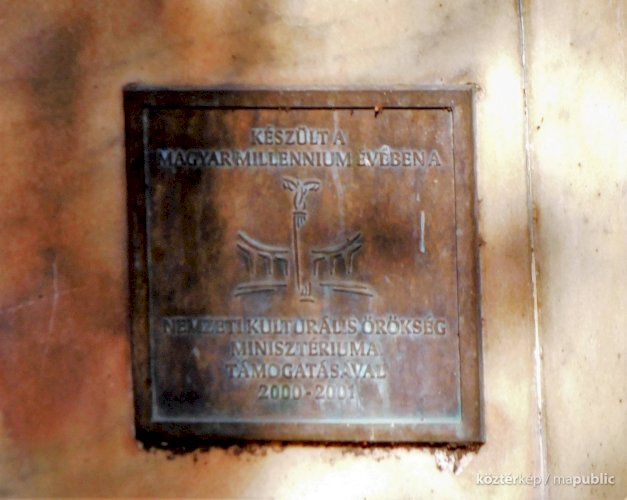 KÉSZÜLT A
MAGYAR MILLENNIUM ÉVÉBEN A
NEMZETI KULTURÁLIS ÖRÖKSÉG
MINISZTÉRIUMA
TÁMOGATÁSÁVAL
2000-2001
köztérkép / mapublic